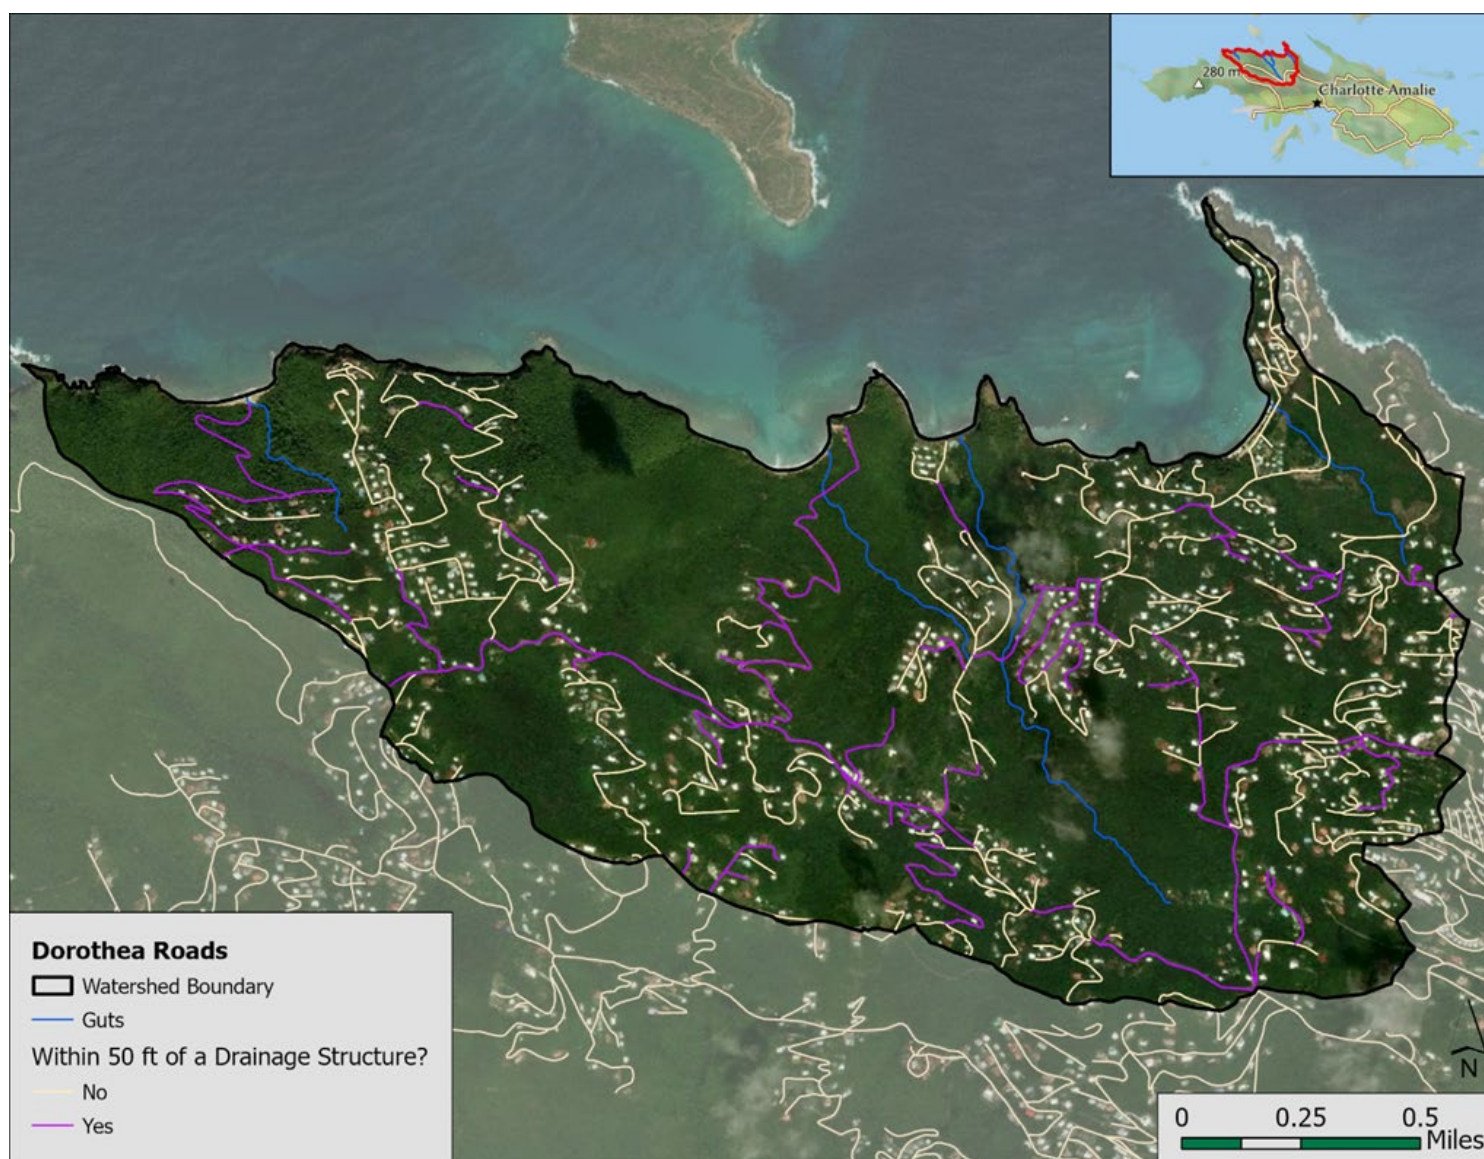 280 m
Charlotte Amalie
Dorothea Roads
Watershed Boundary
Guts
Within 50 ft of a Drainage Structure?
No
Yes
N
0 0.25 0.5
Miles